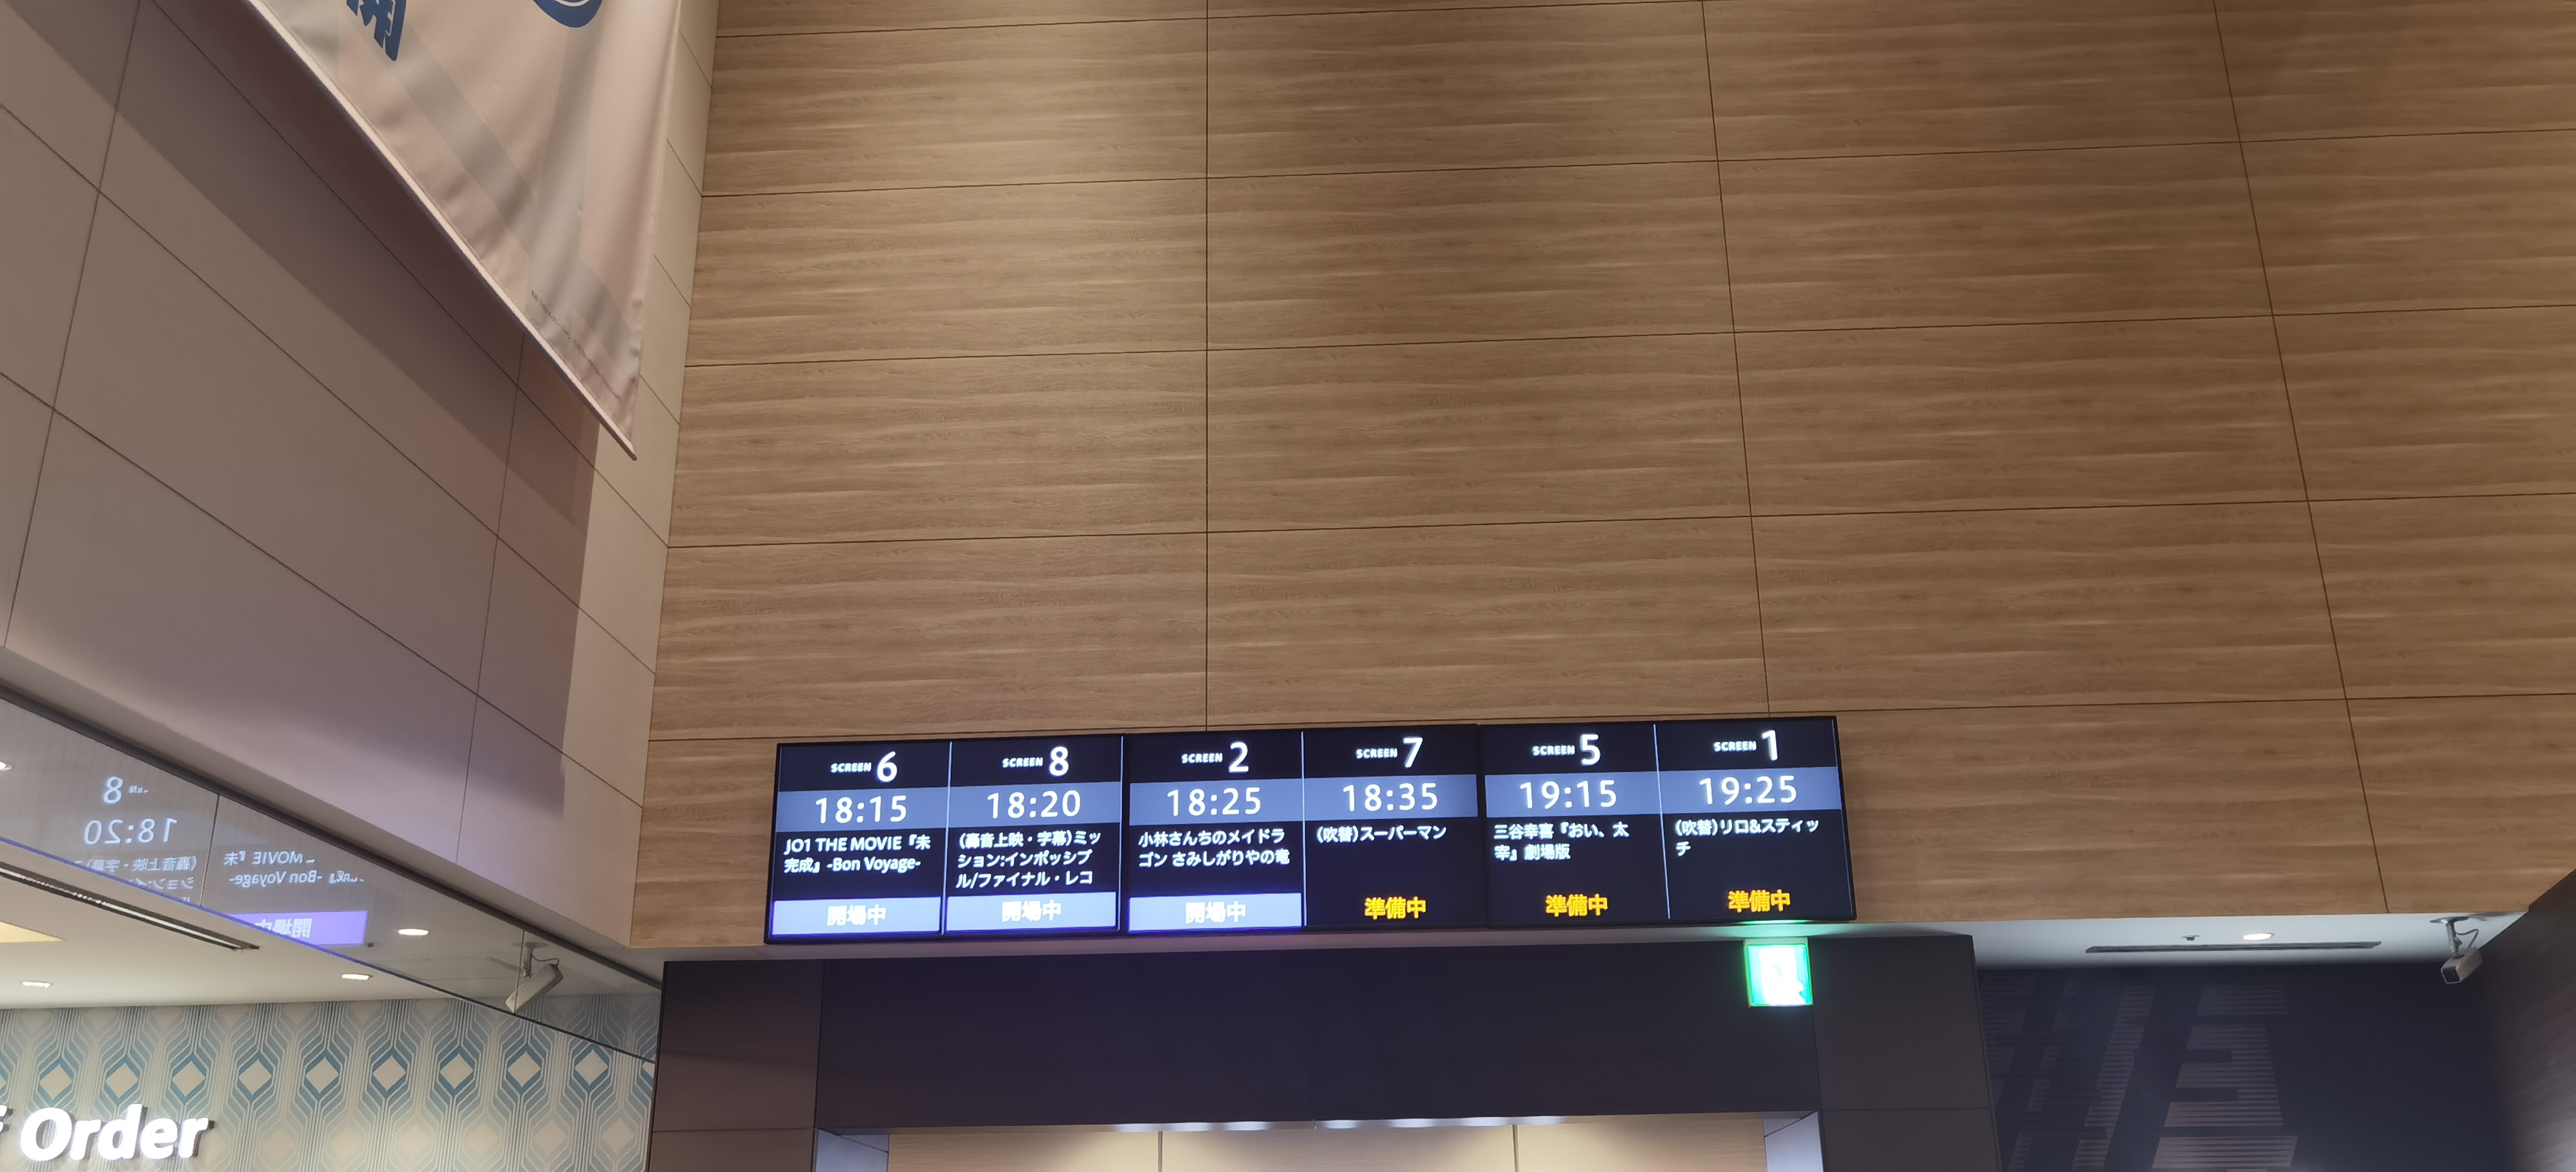 開
SCREEN 6
18:15
JO1 THE MOVIE『未
完成』-Bon Voyage-
開場中
SCREEN 8
18:20
(轟音上映・字幕)ミッ
ション:インポッシブ
ル/ファイナル・レコ
開場中
SCREEN 2
18:25
小林さんちのメイドラ
ゴン さみしがりやの竜
開場中
SCREEN 7
18:35
(吹替)スーパーマン
準備中
SCREEN 5
19:15
三谷幸喜『おい、太
宰』劇場版
準備中
SCREEN 1
19:25
(吹替)リロ&スティッ
チ
準備中
Order